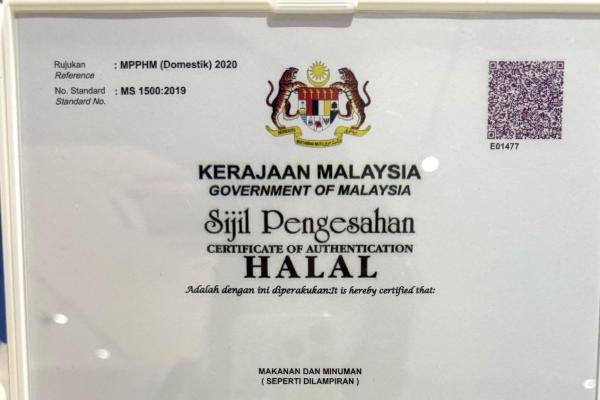 Rujukan : MPPHM (Domestik) 2020
Reference
No. Standard : MS 1500:2019
Standard No.
E01477
KERAJAAN MALAYSIA
GOVERNMENT OF MALAYSIA
Sijil Pengesahan
CERTIFICATE OF AUTHENTICATION
HALAL
Adalah dengan ini diperakukan:It is hereby certified that:
MAKANAN DAN MINUMAN
( SEPERTI DILAMPIRAN )